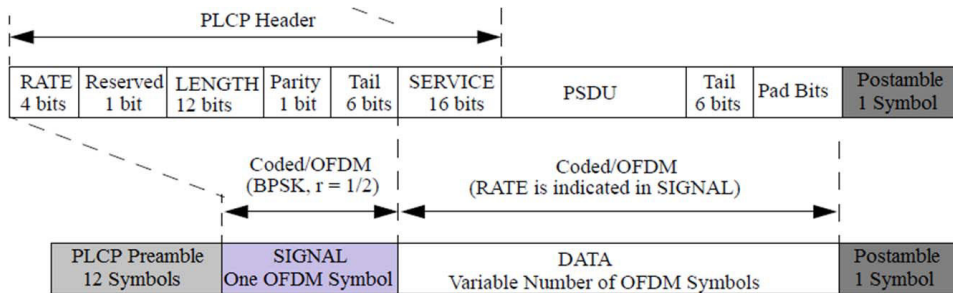 PLCP Header
RATE Reserved LENGTH Parity Tail SERVICE PSDU Tail Pad Bits Postamble
4 bits 1 bit 12 bits 1 bit 6 bits 16 bits 6 bits 1 Symbol
Coded/OFDM Coded/OFDM
(BPSK, r = 1/2) (RATE is indicated in SIGNAL)
PLCP Preamble SIGNAL DATA Postamble
12 Symbols One OFDM Symbol Variable Number of OFDM Symbols 1 Symbol